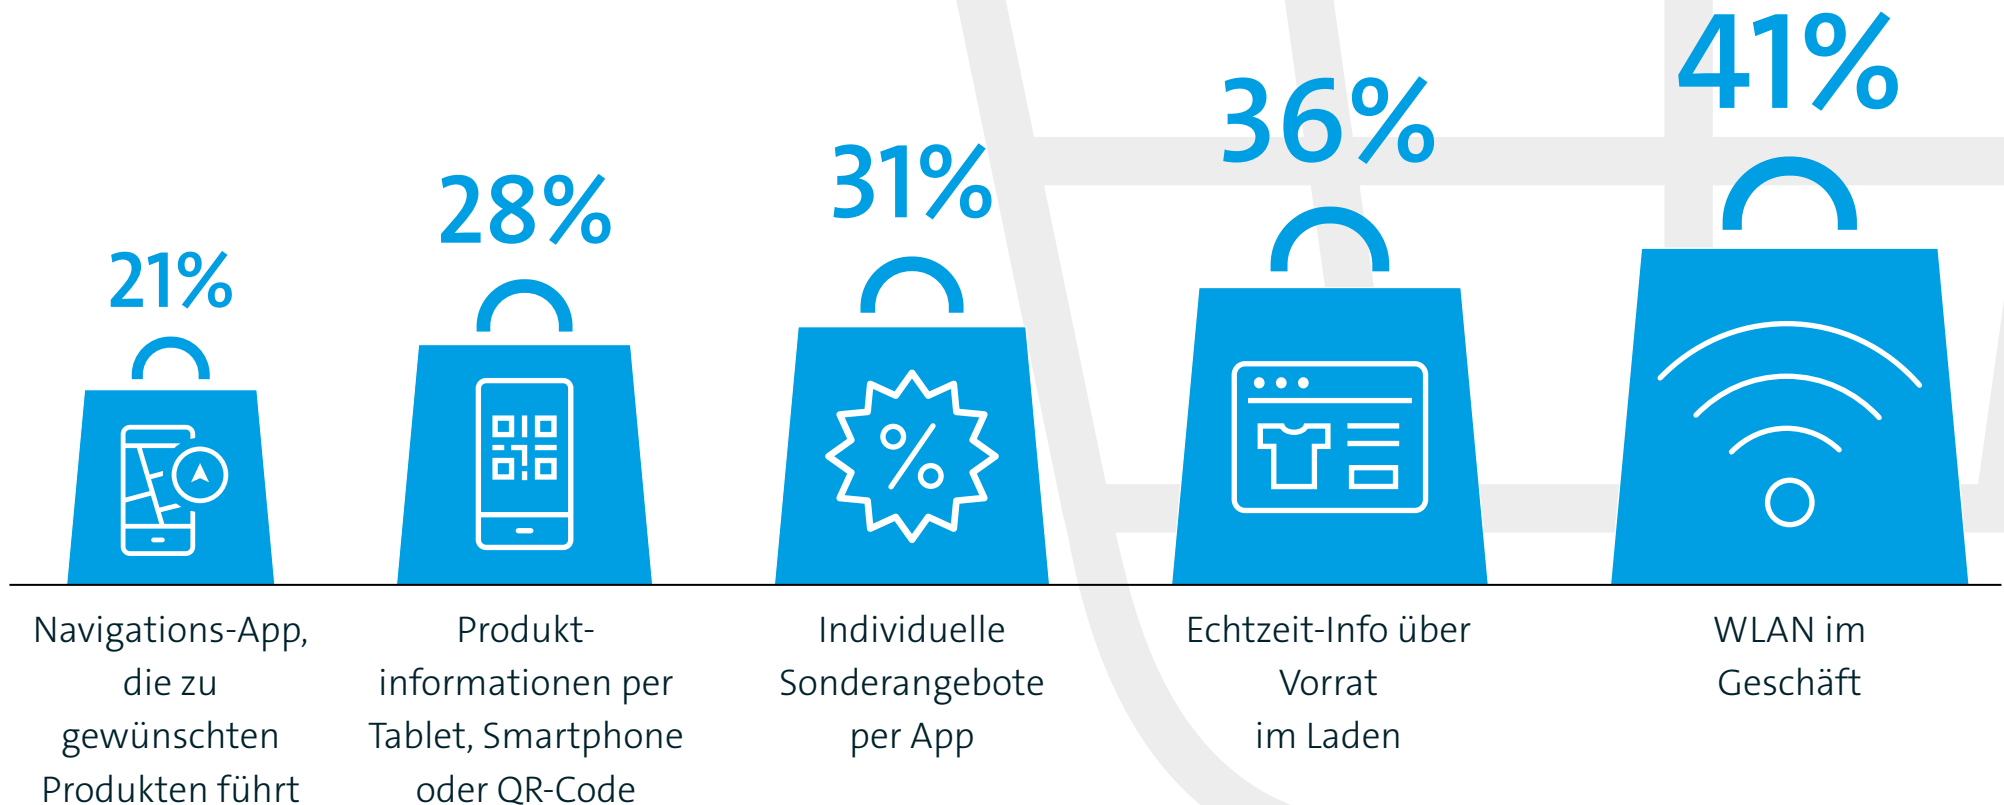 21%
28%
31%
36%
41%
Navigations-App,
die zu
gewünschten
Produkten führt
Produkt-
informationen per
Tablet, Smartphone
oder QR-Code
Individuelle
Sonderangebote
per App
Echtzeit-Info über
Vorrat
im Laden
WLAN im
Geschäft